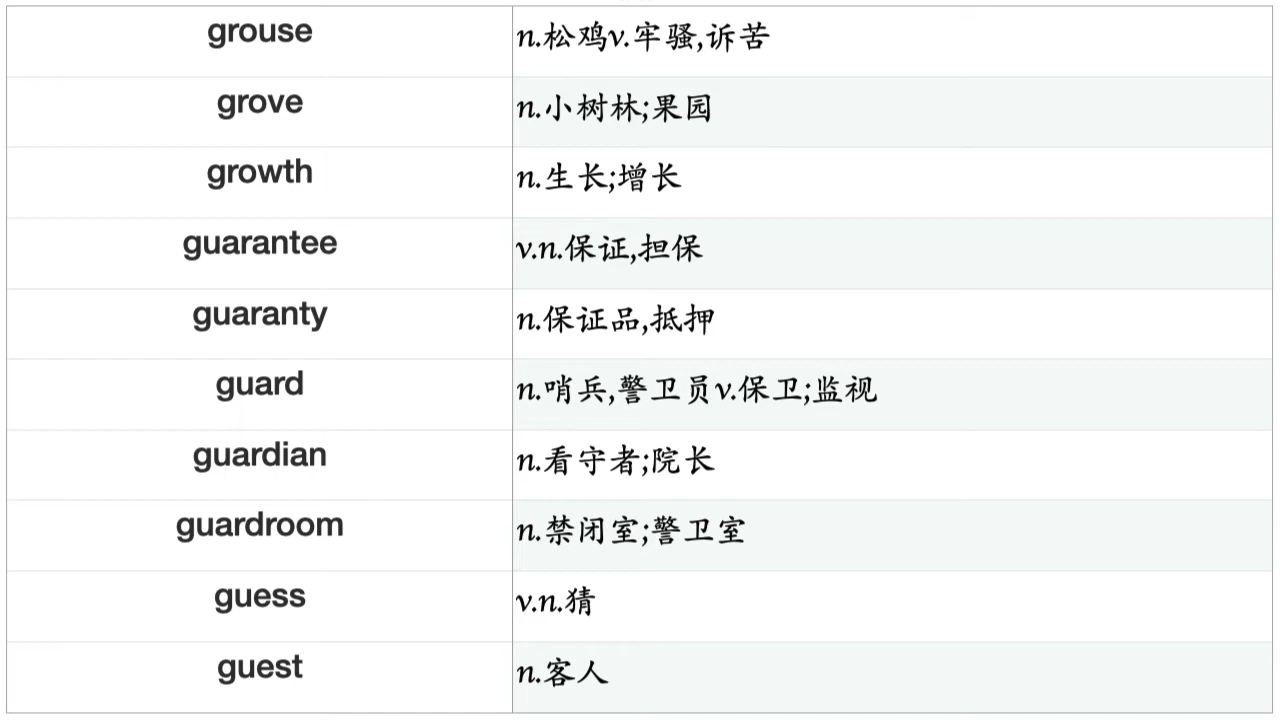 grouse n.松鸡v.牢骚,诉苦
grove n.小树林;果园
growth n.生长;增长
guarantee v.n.保证,担保
guaranty n.保证品,抵押
guard n.哨兵,警卫员v.保卫;监视
guardian n.看守者;院长
guardroom n.禁闭室;警卫室
guess v.n.猜
guest n.客人